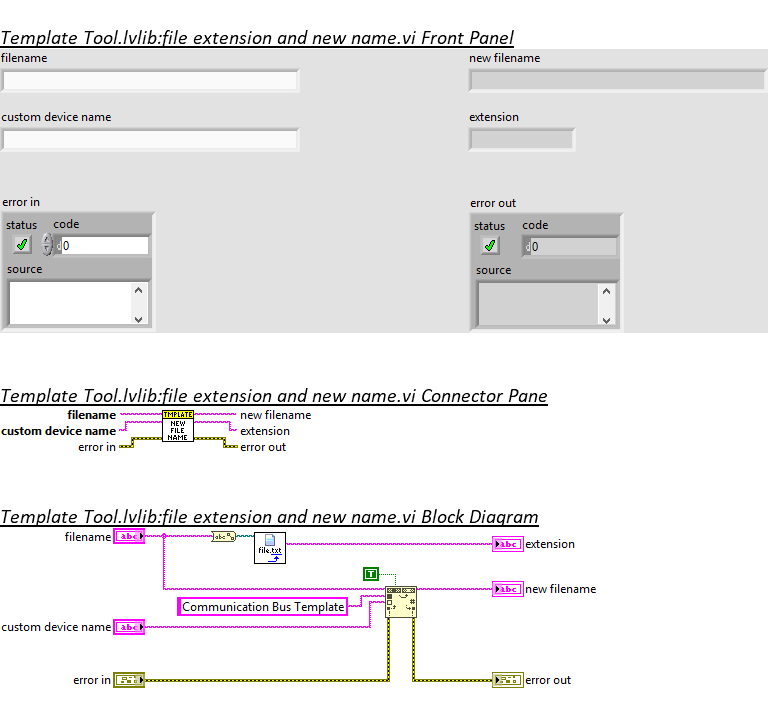 Template Tool.lvlib:file extension and new name.vi Front Panel
filename
new filename
custom device name
extension
error in
error out
status code
status code
d0
d0
source
source
Template Tool.lvlib:file extension and new name.vi Connector Pane
filename TMPLATE new filename
custom device name NEW FILE NAME extension
error in error out
Template Tool.lvlib:file extension and new name.vi Block Diagram
filename abc abc file.txt abc extension
T
abc new filename
Communication Bus Template
custom device name abc
error in error out